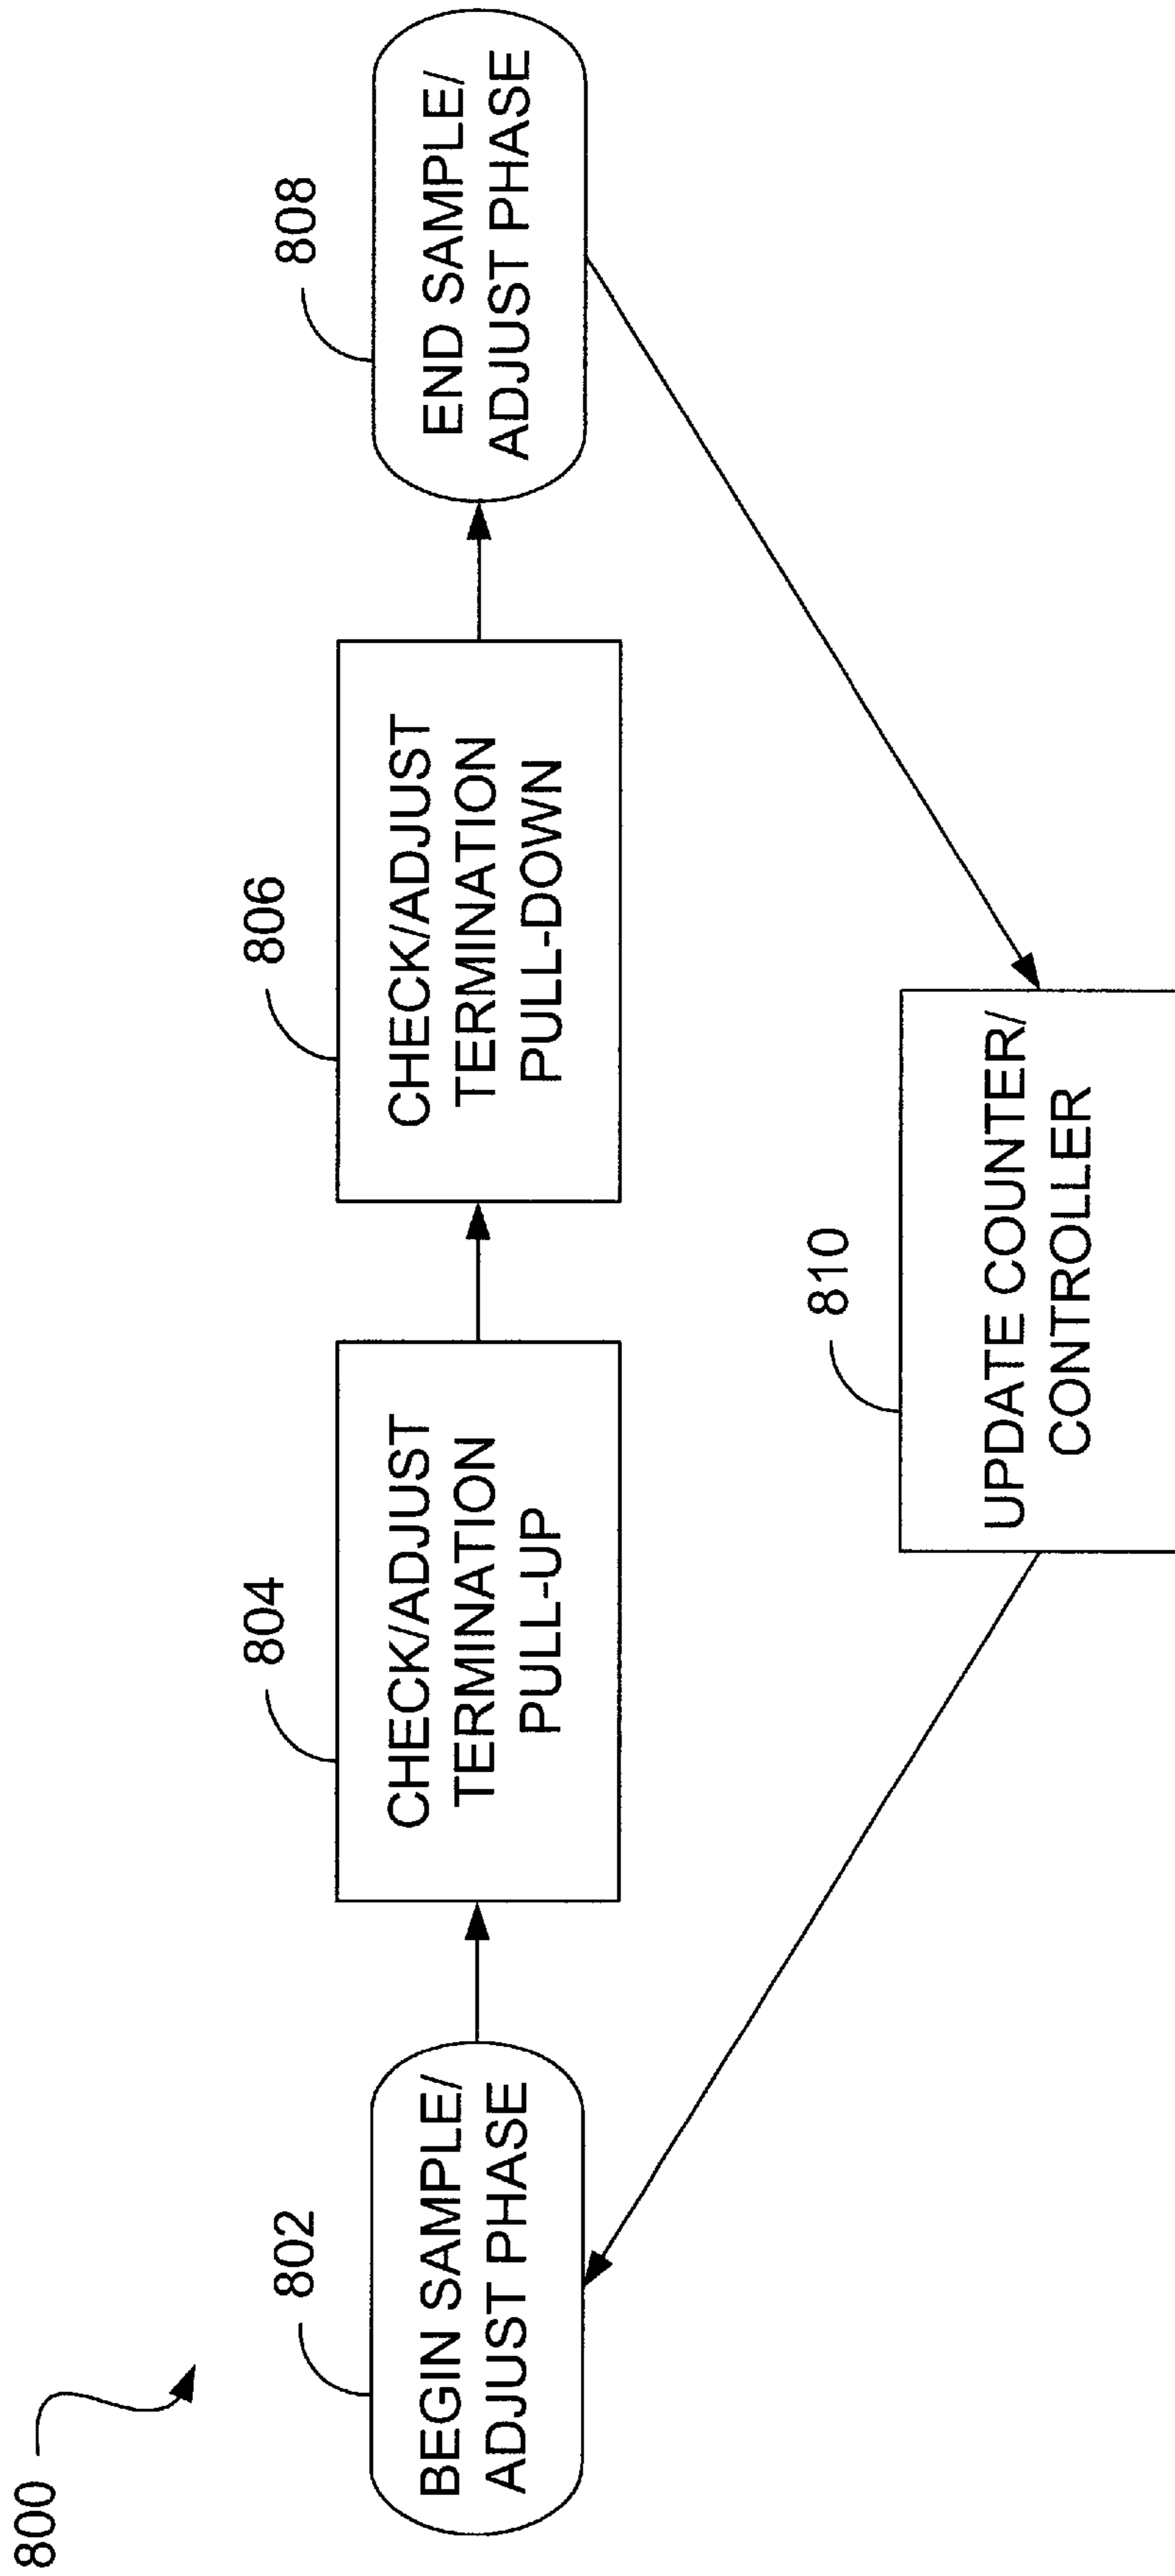 800
802
BEGIN SAMPLE/
ADJUST PHASE
804
CHECK/ADJUST
TERMINATION
PULL-UP
806
CHECK/ADJUST
TERMINATION
PULL-DOWN
808
END SAMPLE/
ADJUST PHASE
810
UPDATE COUNTER/
CONTROLLER